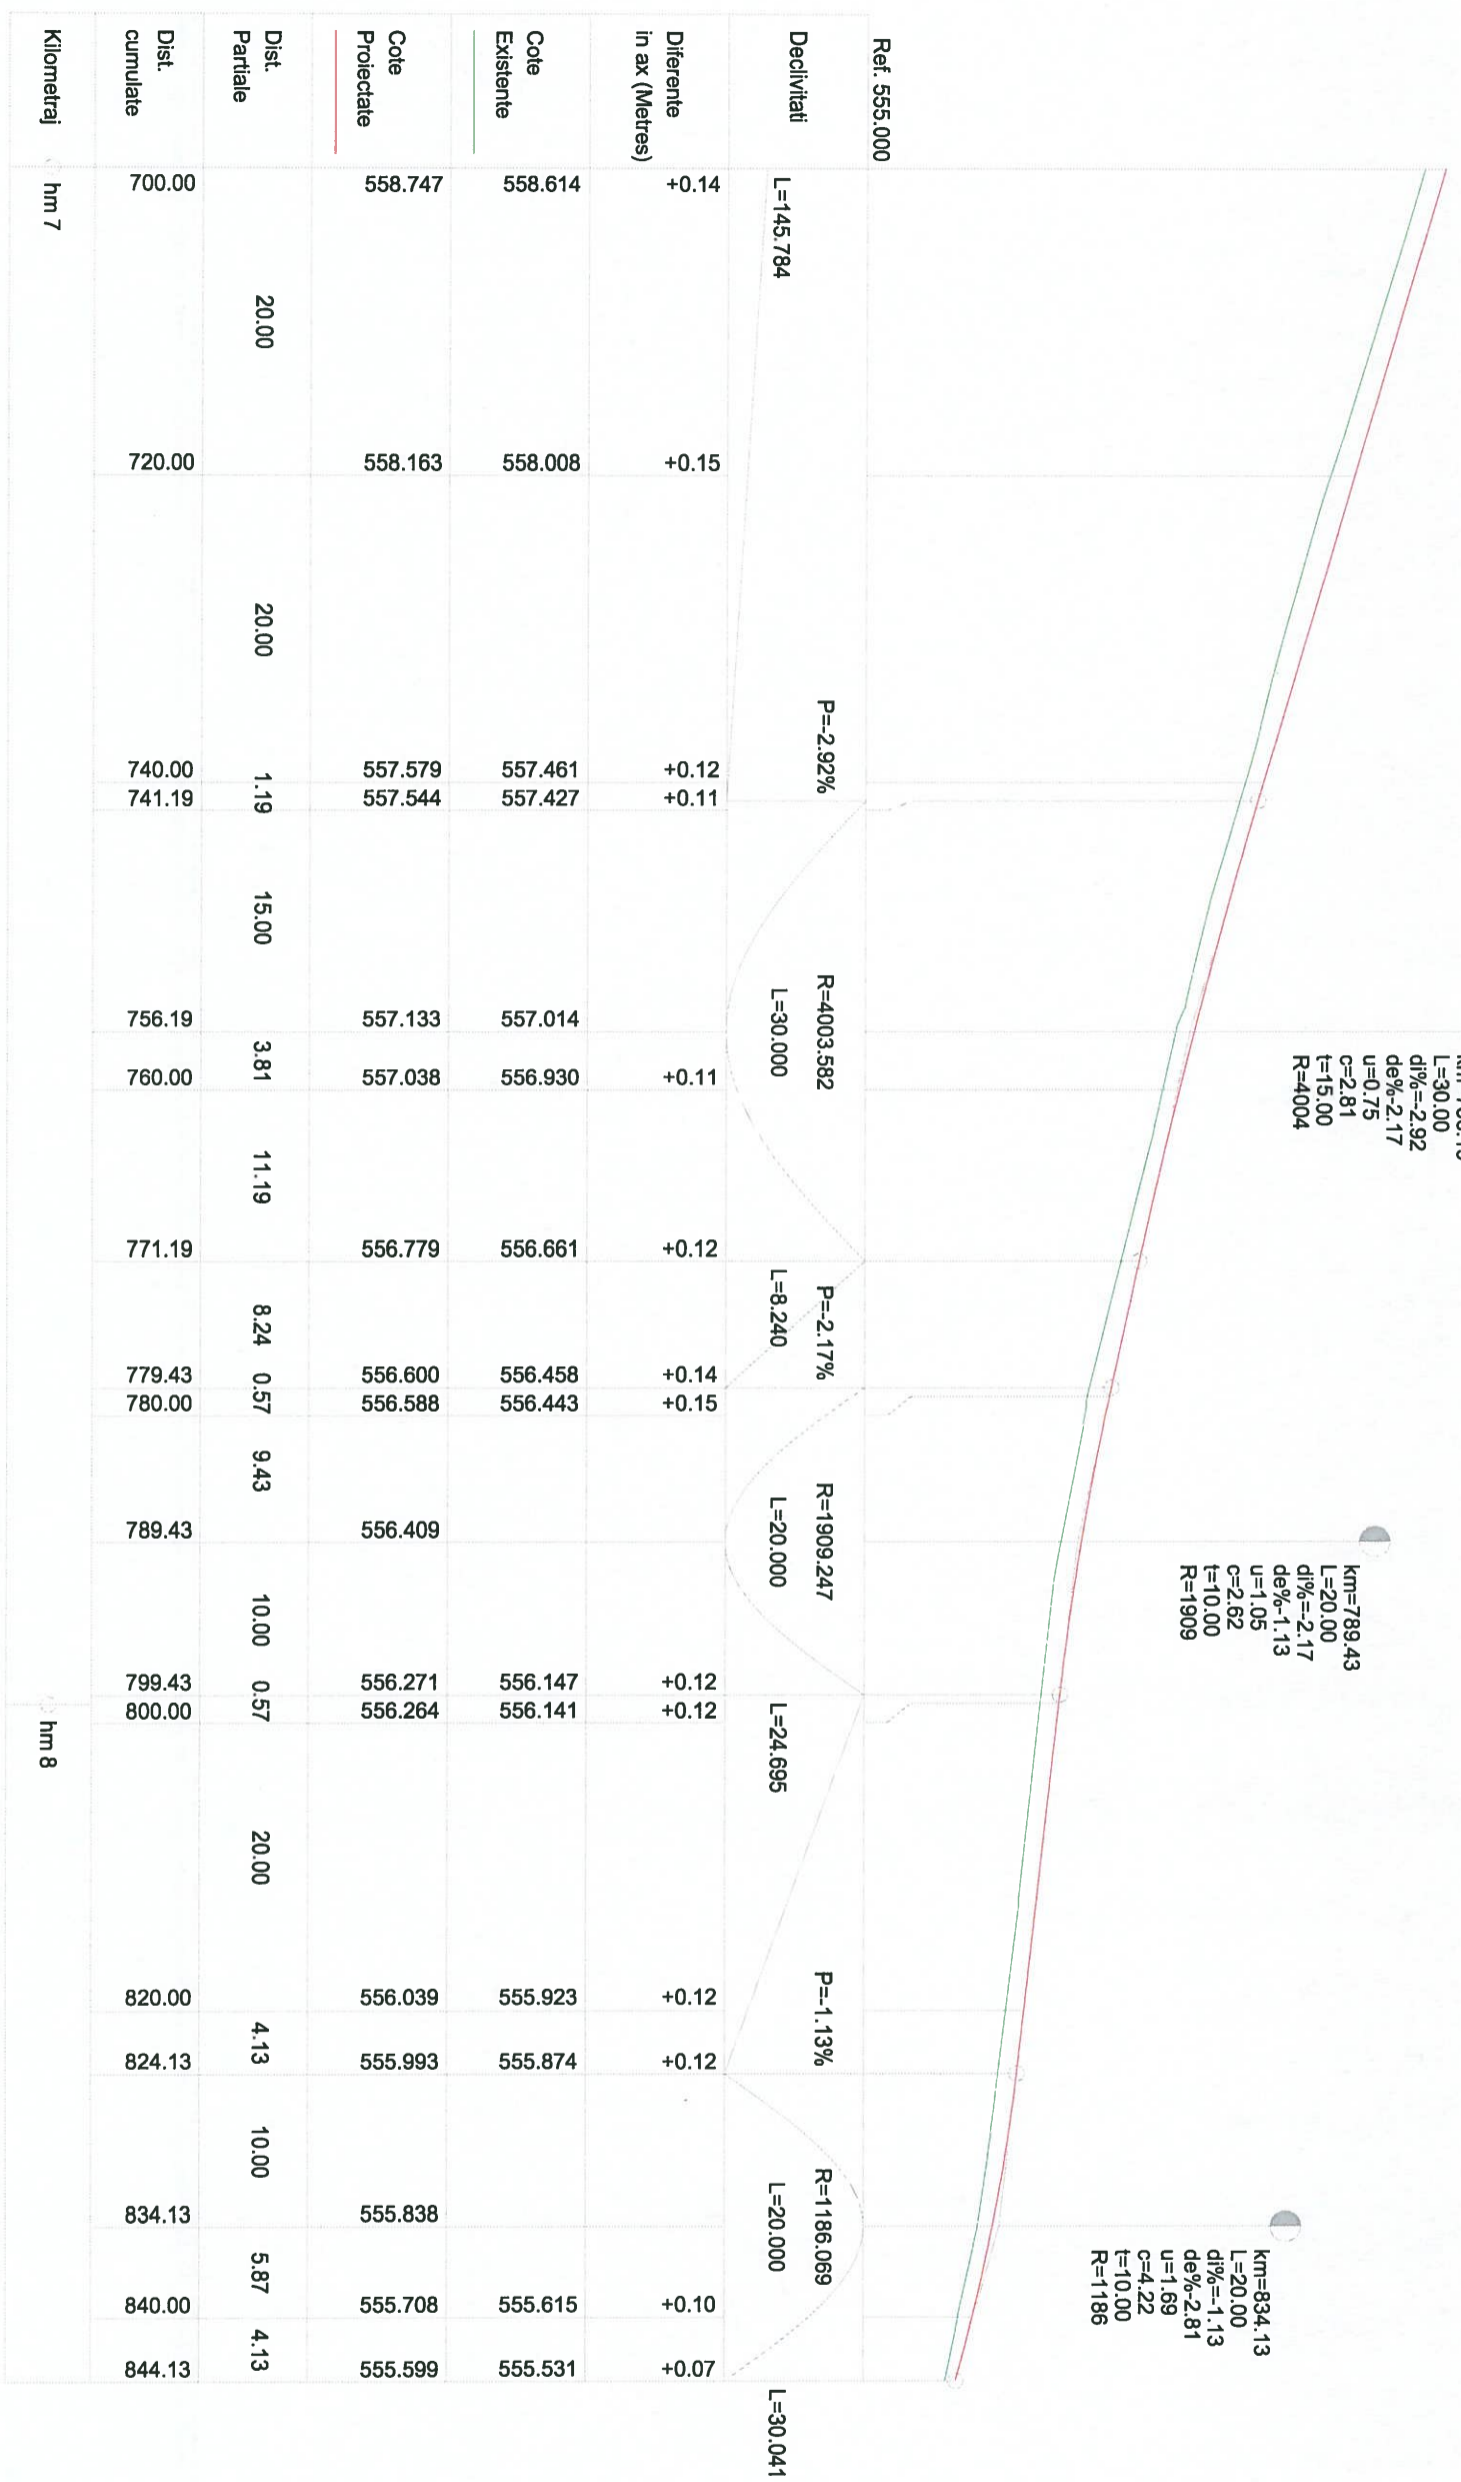 km=834.13
L=20.00
di%=-1.13
de%-2.81
u=1.69
c=4.22
t=10.00
R=1186
km=789.43
L=20.00
di%=-2.17
de%-1.13
u=1.05
c=2.62
t=10.00
R=1909
L=30.00
di%=-2.92
de%-2.17
u=0.75
c=2.81
t=15.00
R=4004
Ref. 555.000
Declivitati
P=-2.92% R=4003.582 P=-2.17% R=1909.247 P=-1.13% R=1186.069
L=145.784 L=30.000 L=8.240 L=20.000 L=24.695 L=20.000 L=30.041
Diferente
in ax (Metres)
+0.14 +0.15 +0.12 +0.11 +0.11 +0.12 +0.14 +0.15 +0.12 +0.12 +0.12 +0.12 +0.10 +0.07
Cote
Existente
558.614 558.008 557.461 557.427 557.014 556.930 556.661 556.458 556.443 556.147 556.141 555.923 555.874 555.615 555.531
Cote
Proiectate
558.747 558.163 557.579 557.544 557.133 557.038 556.779 556.600 556.588 556.409 556.271 556.264 556.039 555.993 555.838 555.708 555.599
Dist.
Partiale
20.00 20.00 1.19 15.00 3.81 11.19 8.24 0.57 9.43 10.00 0.57 20.00 4.13 10.00 5.87 4.13
Dist.
cumulate
700.00 720.00 740.00 741.19 756.19 760.00 771.19 779.43 780.00 789.43 799.43 800.00 820.00 824.13 834.13 840.00 844.13
Kilometraj
hm 7 hm 8